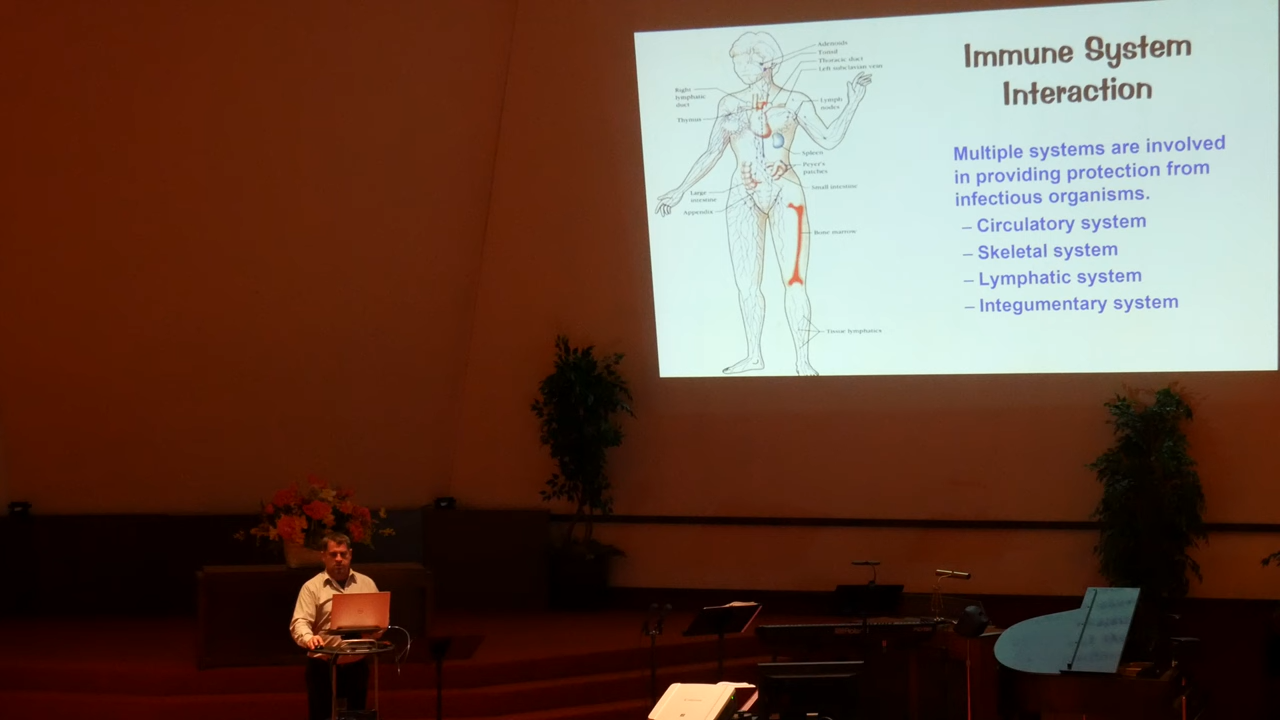 Immune System
Interaction
Multiple systems are involved
in providing protection from
infectious organisms.
– Circulatory system
– Skeletal system
– Lymphatic system
– Integumentary system
Adenoids
Tonsil
Thoracic duct
Left subclavian vein
Right
lymphatic
duct
Thymus
Lymph
nodes
Spleen
Peyer's
patches
Small intestine
Large
intestine
Appendix
Bone marrow
Tissue lymphatics